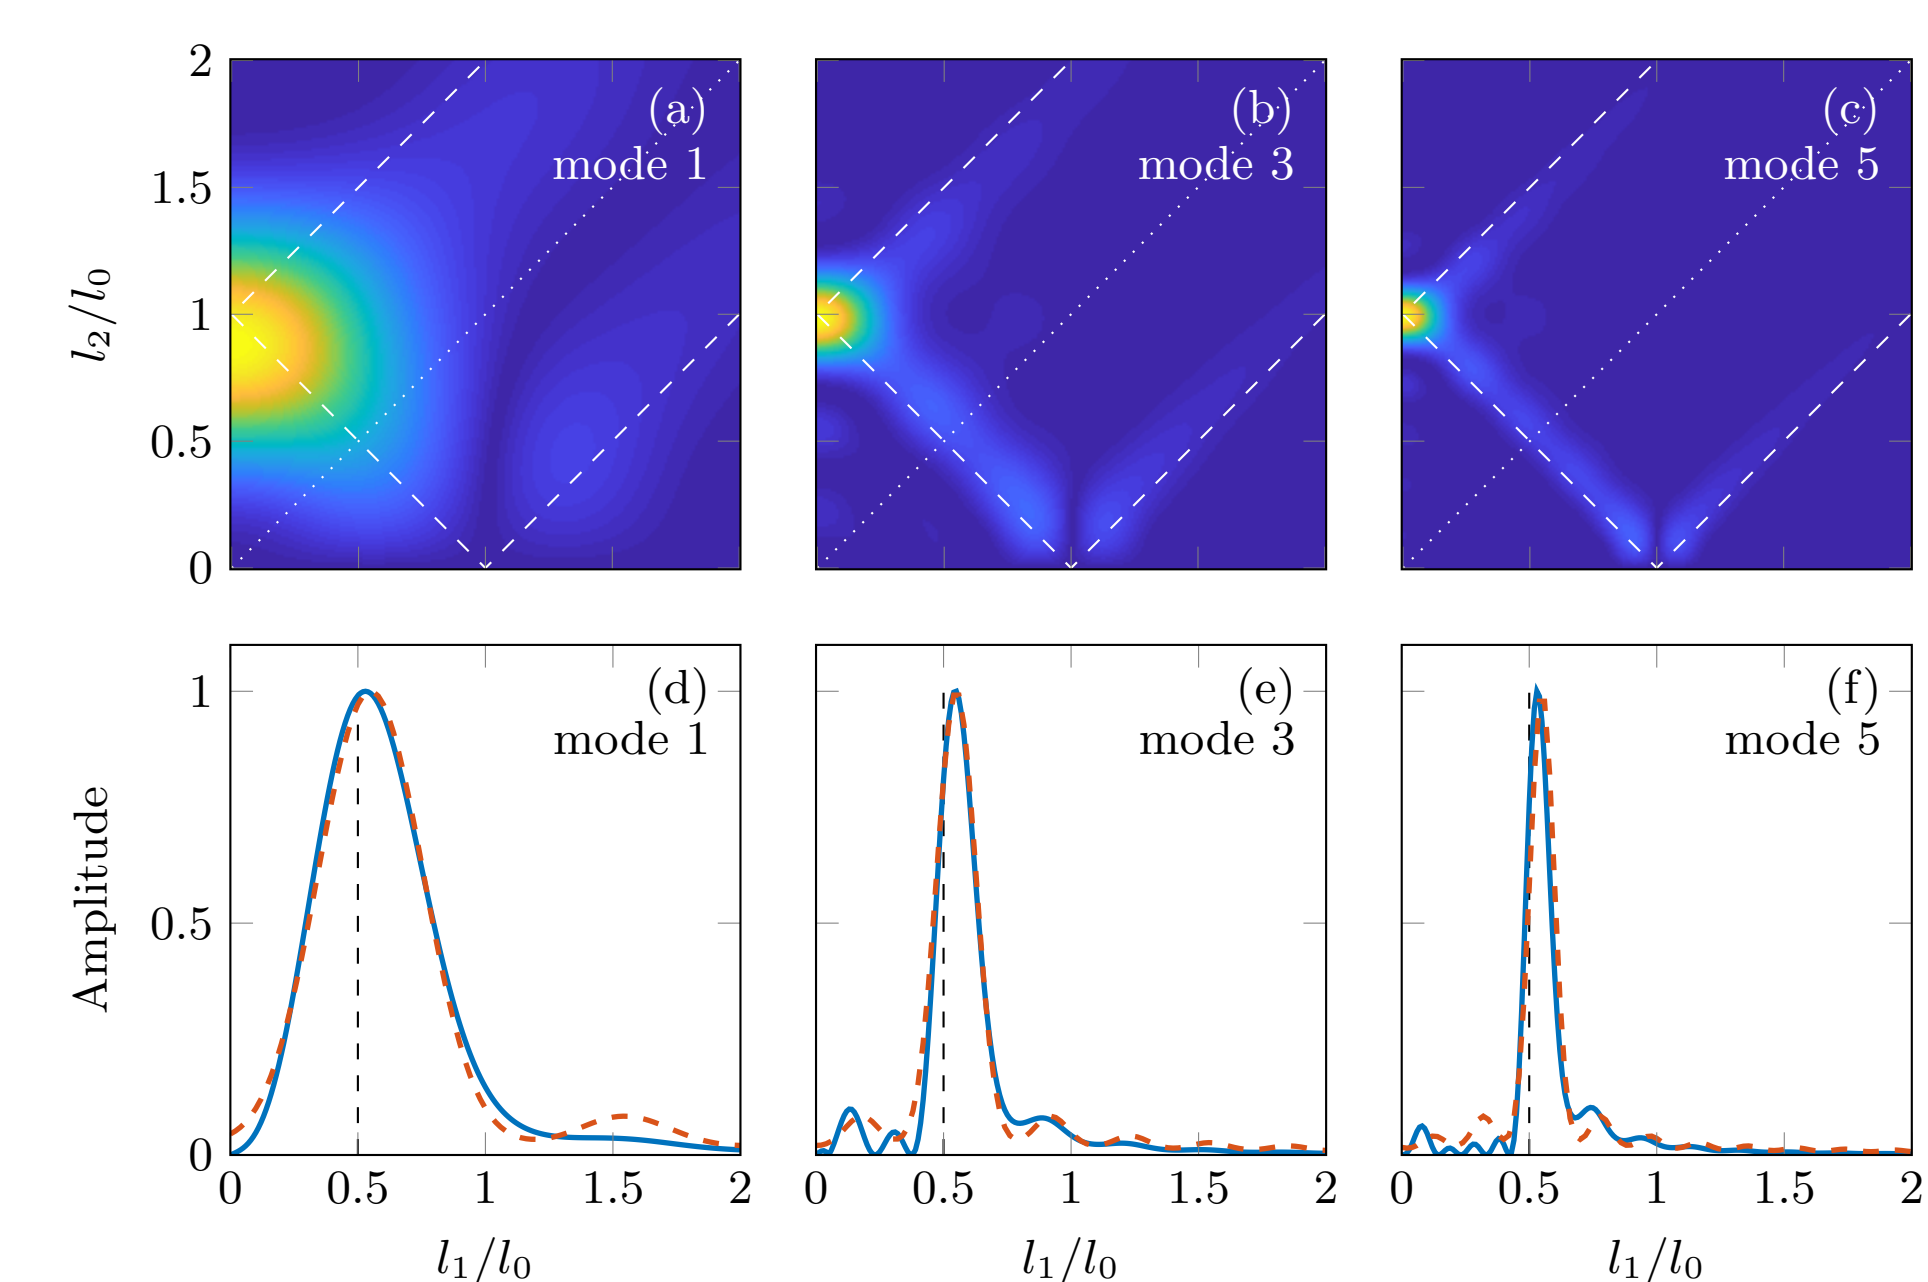 2
(a)
(b)
(c)
mode 1
mode 3
mode 5
1.5
l₂/l₀
1
0.5
0
(d)
(e)
(f)
mode 1
mode 3
mode 5
1
Amplitude
0.5
0
0 0.5 1 1.5 2
0 0.5 1 1.5 2
0 0.5 1 1.5 2
l₁/l₀
l₁/l₀
l₁/l₀